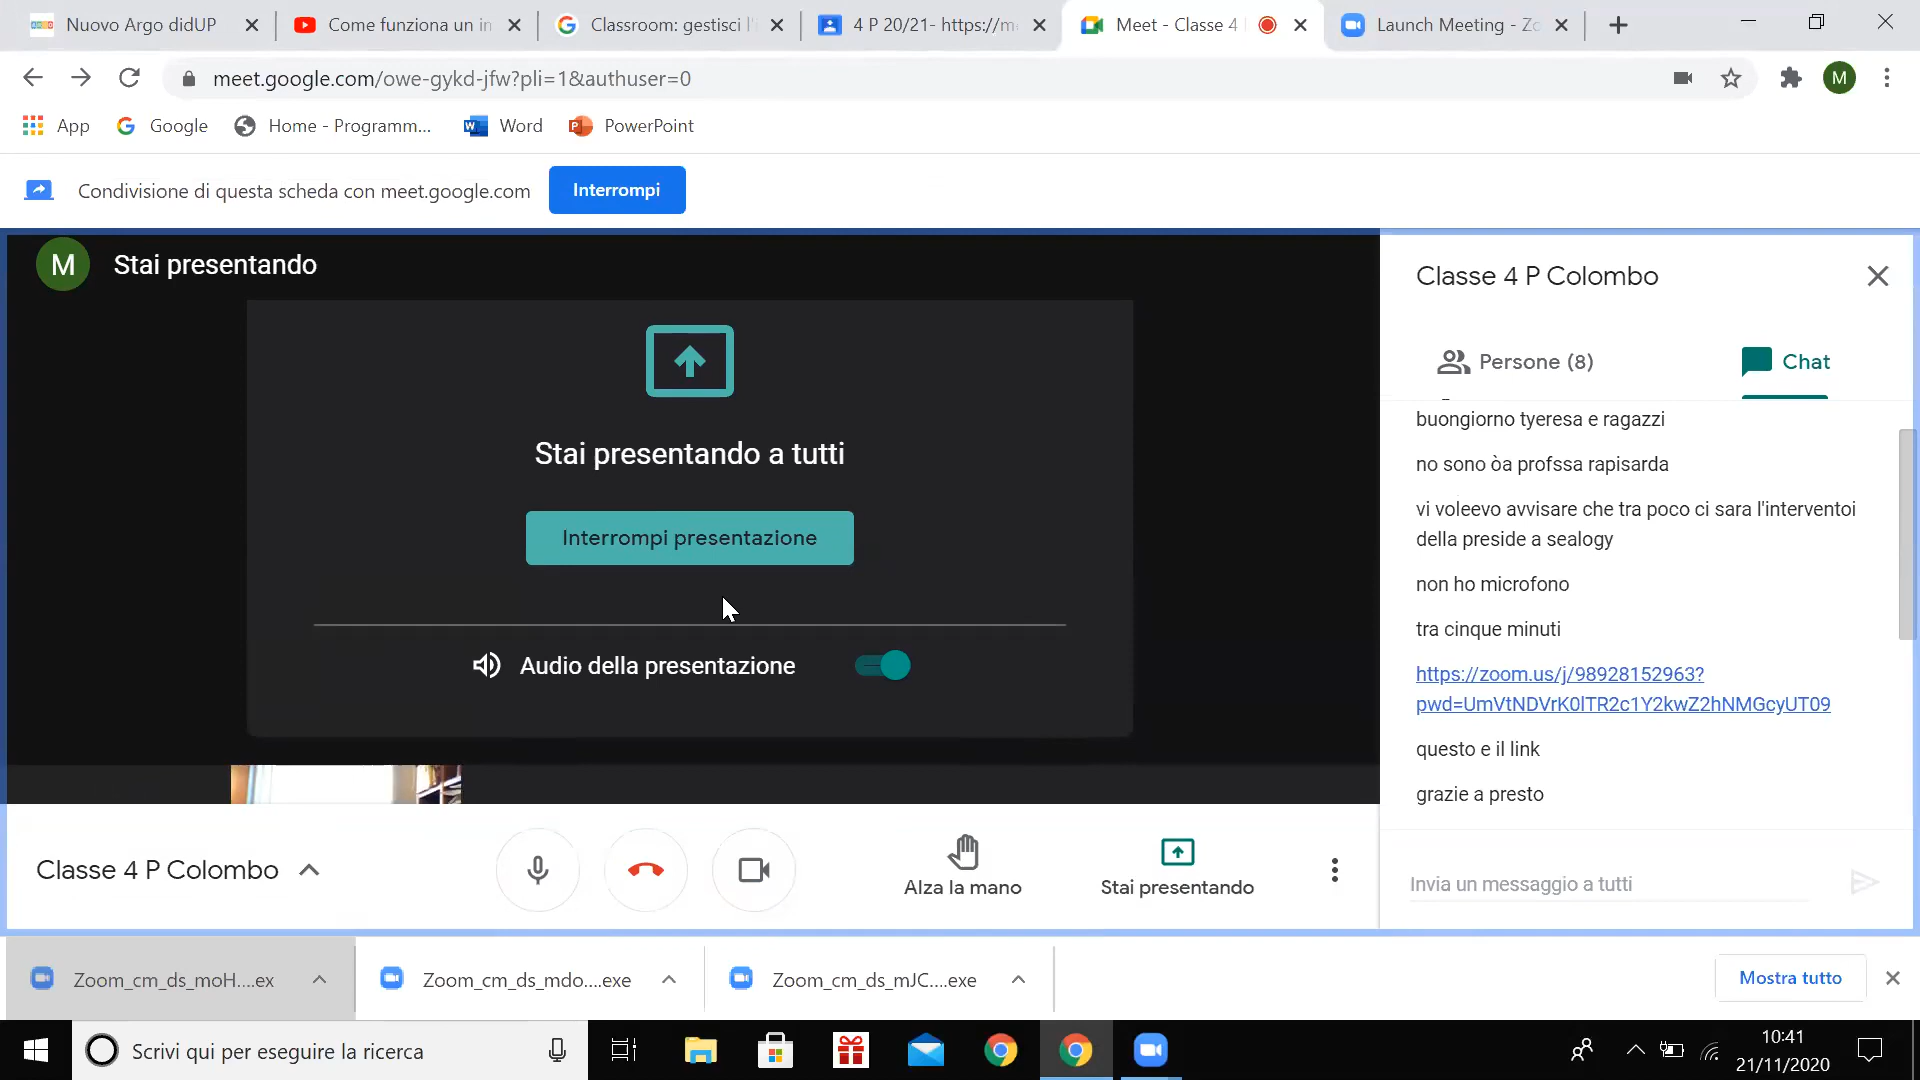 Nuovo Argo didUP
Come funziona un in
Classroom: gestisci l'i
4 P 20/21- https://me
Meet - Classe 4
Launch Meeting - Zo
meet.google.com/owe-gykd-jfw?pli=1&authuser=0
M
App
Google
Home - Programm...
Word
PowerPoint
Condivisione di questa scheda con meet.google.com
Interrompi
M
Stai presentando
Stai presentando a tutti
Interrompi presentazione
Audio della presentazione
Classe 4 P Colombo
Persone (8)
Chat
buongiorno tyeresa e ragazzi
no sono òa profssa rapisarda
vi voleevo avvisare che tra poco ci sara l'interventoi
della preside a sealogy
non ho microfono
tra cinque minuti
https://zoom.us/j/98928152963?
pwd=UmVtNDVrK0lTR2c1Y2kwZ2hNMGcyUT09
questo e il link
grazie a presto
Invia un messaggio a tutti
Classe 4 P Colombo
Alza la mano
Stai presentando
Zoom_cm_ds_moH....ex
Zoom_cm_ds_mdo....exe
Zoom_cm_ds_mJC....exe
Mostra tutto
Scrivi qui per eseguire la ricerca
10:41
21/11/2020